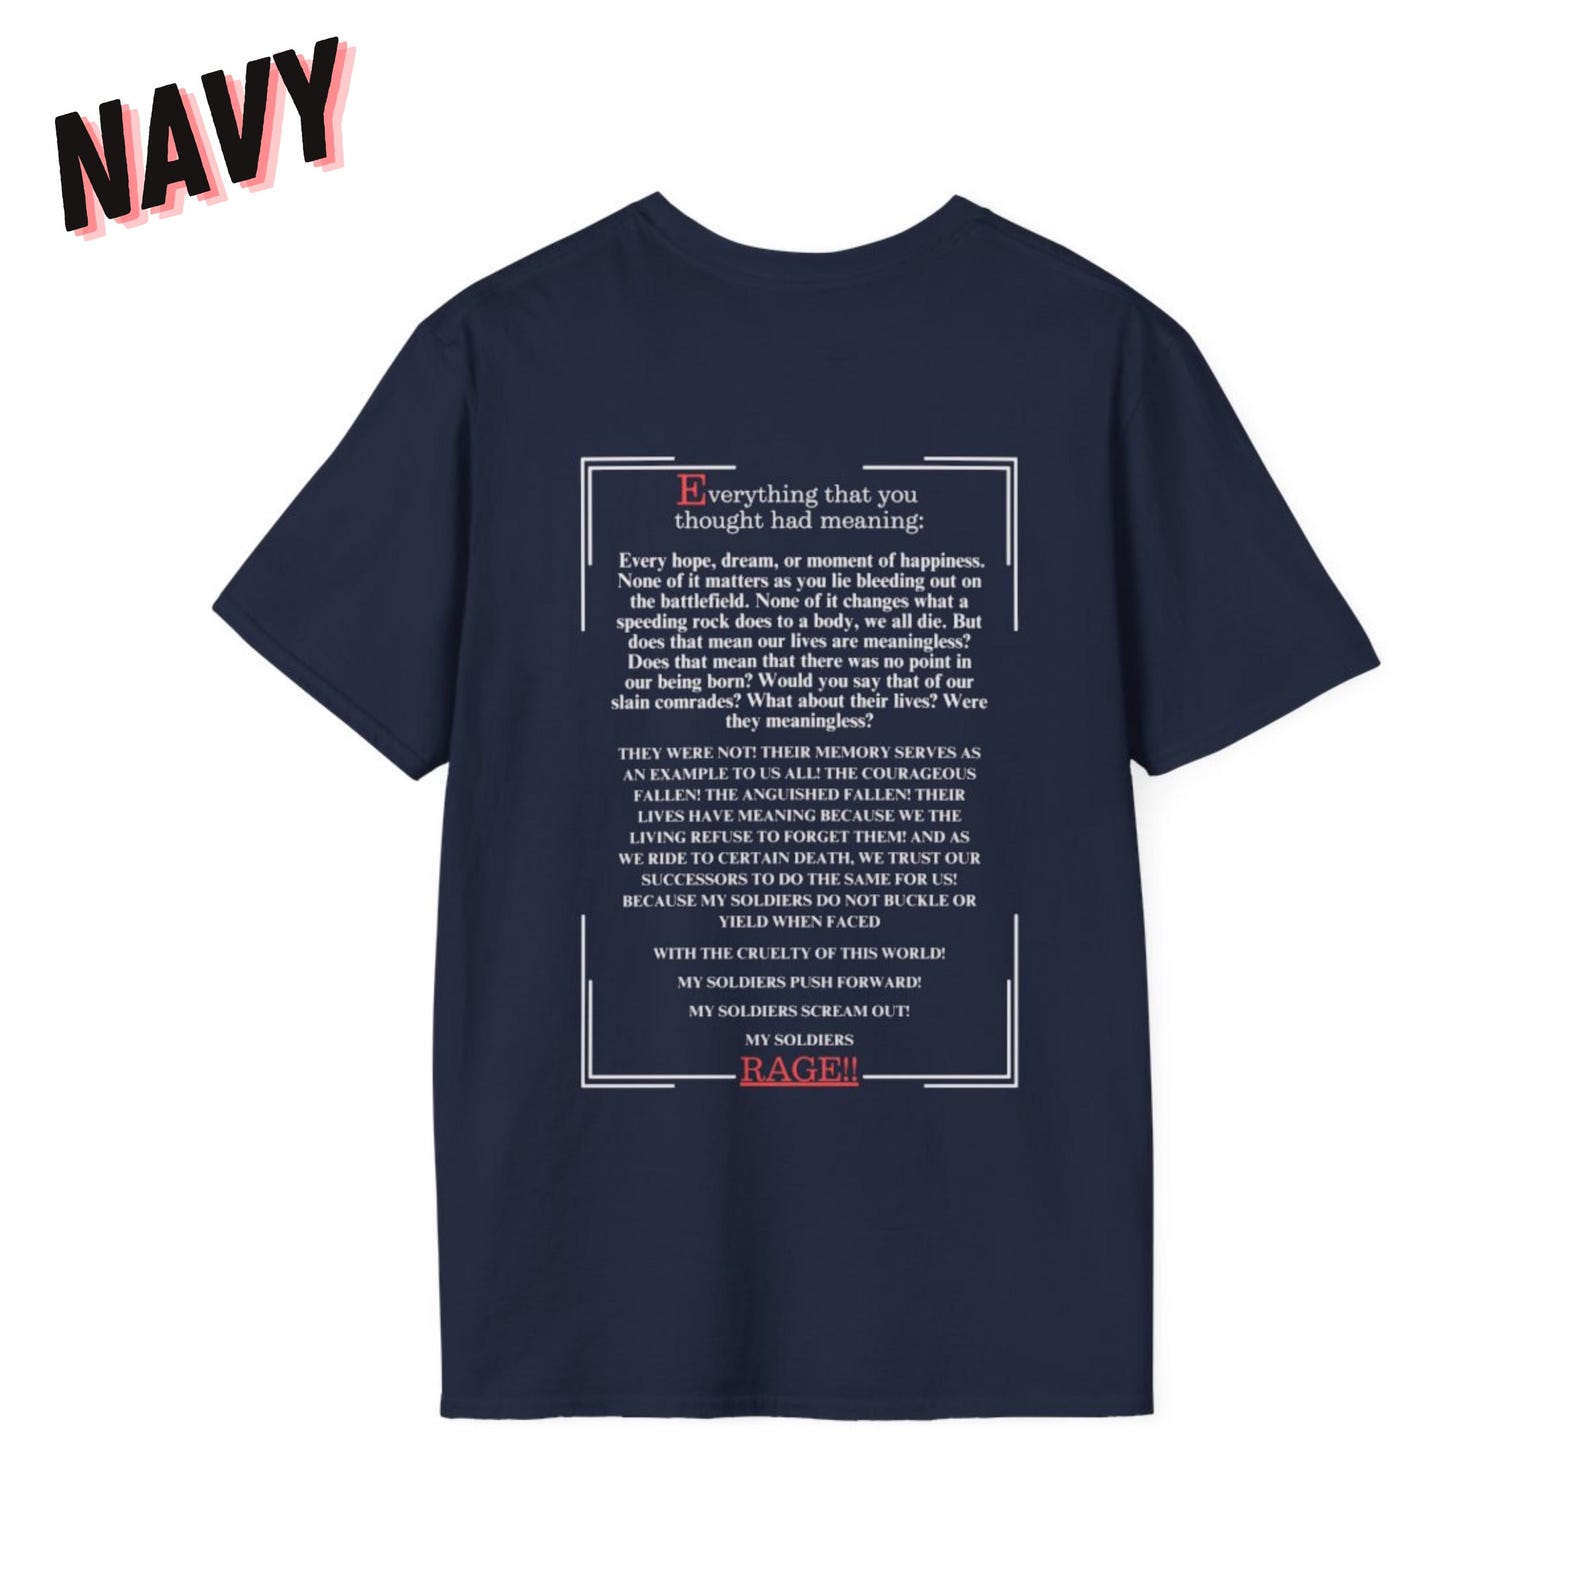 NAVY
Everything that you
thought had meaning:
Every hope, dream, or moment of happiness.
None of it matters as you lie bleeding out on
the battlefield. None of it changes what a
speeding rock does to a body, we all die. But
does that mean our lives are meaningless?
Does that mean that there was no point in
our being born? Would you say that of our
slain comrades? What about their lives? Were
they meaningless?
THEY WERE NOT! THEIR MEMORY SERVES AS
AN EXAMPLE TO US ALL! THE COURAGEOUS
FALLEN! THE ANGUISHED FALLEN! THEIR
LIVES HAVE MEANING BECAUSE WE THE
LIVING REFUSE TO FORGET THEM! AND AS
WE RIDE TO CERTAIN DEATH, WE TRUST OUR
SUCCESSORS TO DO THE SAME FOR US!
BECAUSE MY SOLDIERS DO NOT BUCKLE OR
YIELD WHEN FACED
WITH THE CRUELTY OF THIS WORLD!
MY SOLDIERS PUSH FORWARD!
MY SOLDIERS SCREAM OUT!
MY SOLDIERS
RAGE!!